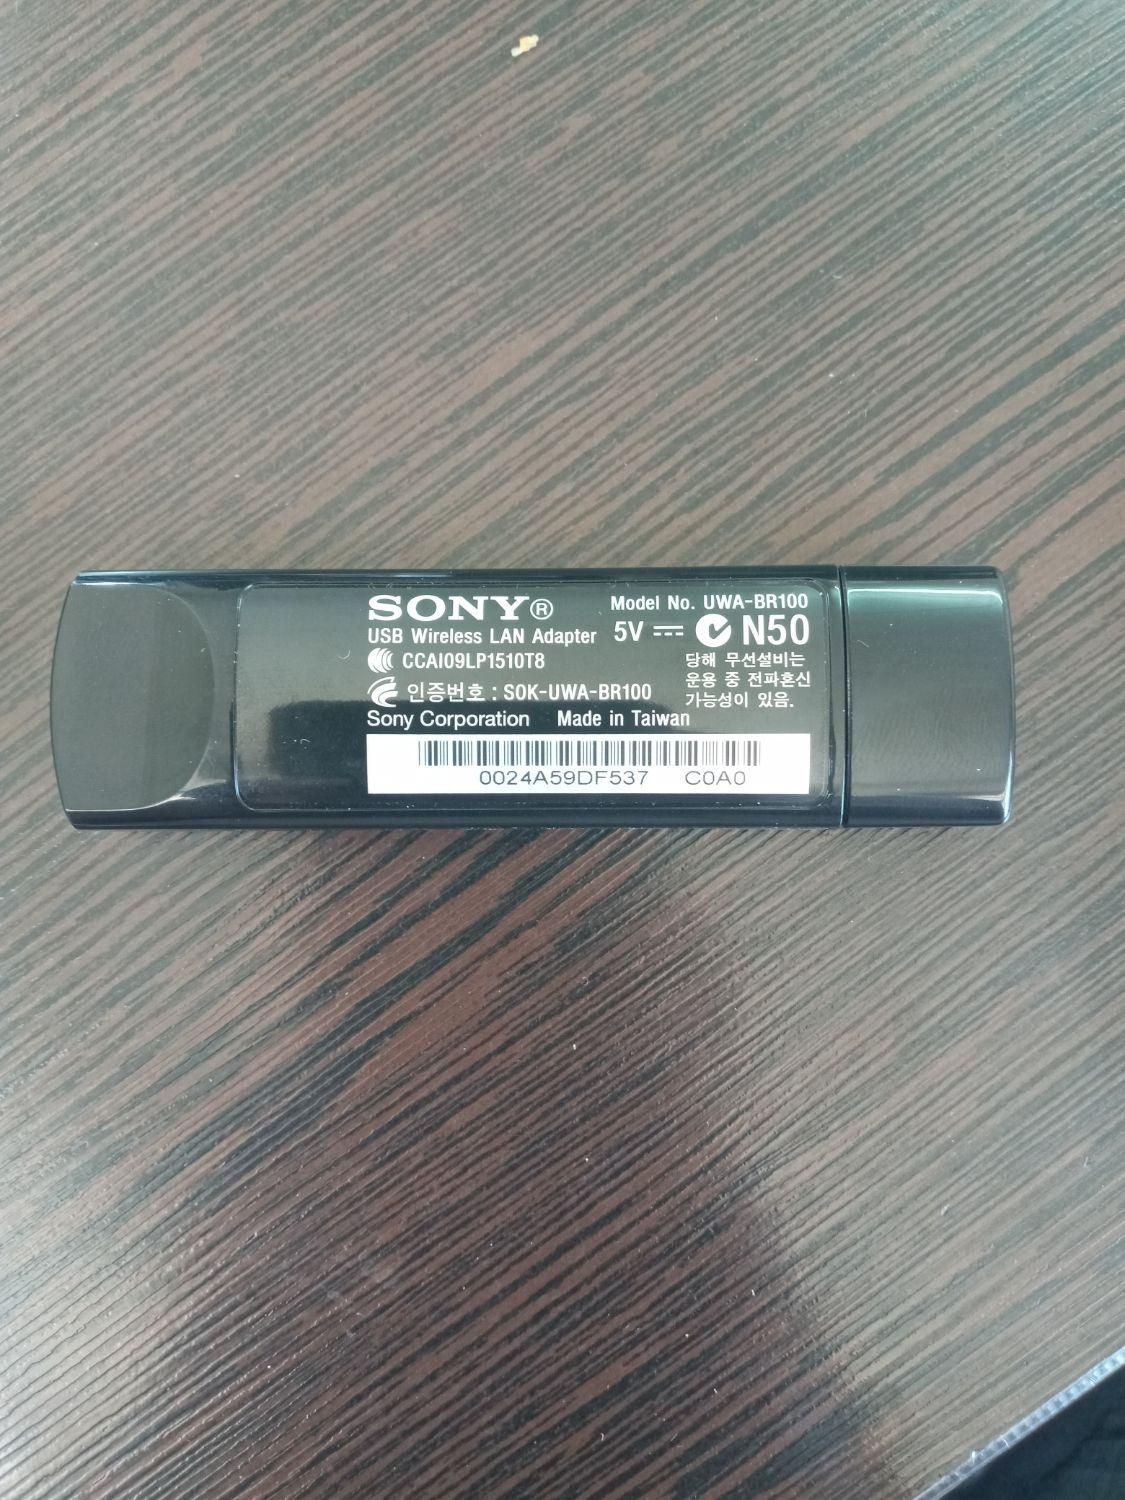 SONY®
Model No. UWA-BR100
USB Wireless LAN Adapter
5V N50
CCAI09LP1510T8
당해 무선설비는
운용 중 전파혼신
가능성이 있음.
인증번호 : SOK-UWA-BR100
Sony Corporation Made in Taiwan
0024A59DF537 C0A0